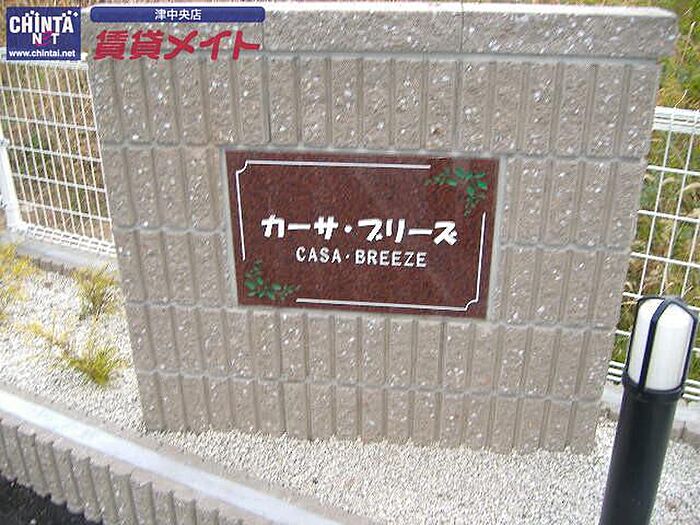 CHINTAI
NET
www.chintai.net
津中央店
賃貸メイト
カーサ・ブリーズ
CASA・BREEZE